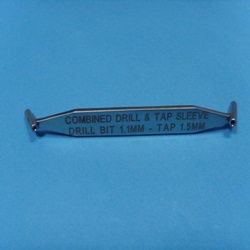 COMBINED DRILL & TAP SLEEVE
DRILL BIT 1.1MM - TAP 1.5MM